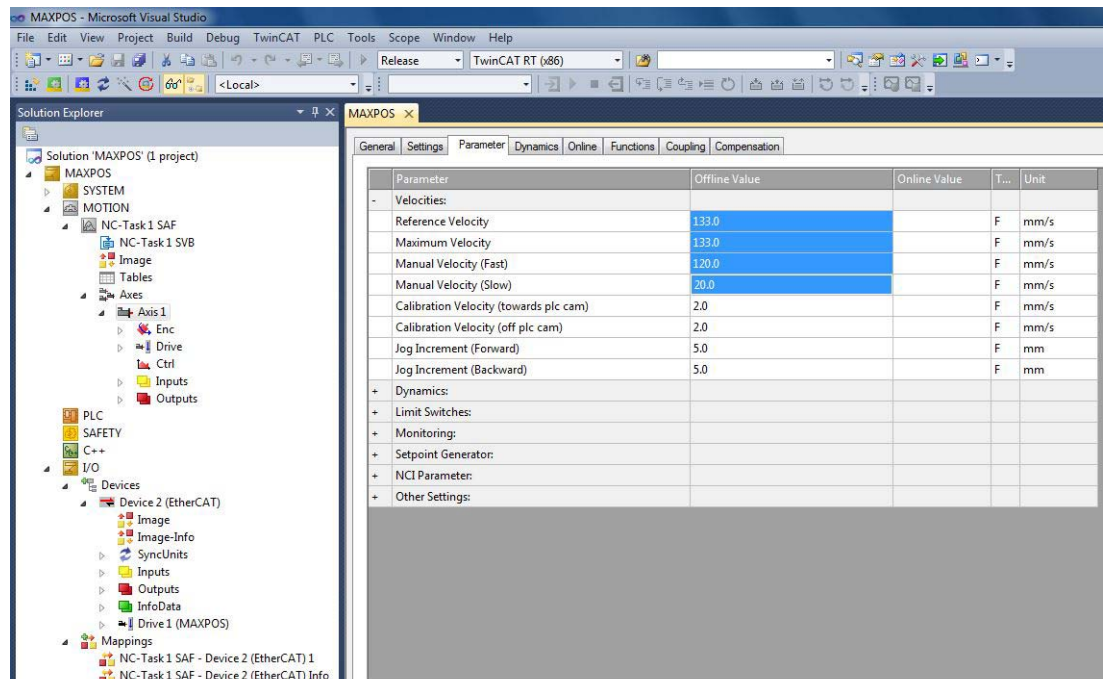 MAXPOS - Microsoft Visual Studio
File Edit View Project Build Debug TwinCAT PLC Tools Scope Window Help
Release TwinCAT RT (x86)
<Local>
Solution Explorer
MAXPOS
General Settings Parameter Dynamics Online Functions Coupling Compensation
Solution 'MAXPOS' (1 project)
MAXPOS
SYSTEM
MOTION
NC-Task 1 SAF
NC-Task 1 SVB
Image
Tables
Axes
Axis 1
Enc
Drive
Ctrl
Inputs
Outputs
PLC
SAFETY
C++
I/O
Devices
Device 2 (EtherCAT)
Image
Image-Info
SyncUnits
Inputs
Outputs
InfoData
Drive 1 (MAXPOS)
Mappings
NC-Task 1 SAF - Device 2 (EtherCAT) 1
NC-Task 1 SAF - Device 2 (EtherCAT) Info
Parameter Offline Value Online Value T... Unit
- Velocities:
Reference Velocity 133.0 F mm/s
Maximum Velocity 133.0 F mm/s
Manual Velocity (Fast) 120.0 F mm/s
Manual Velocity (Slow) 20.0 F mm/s
Calibration Velocity (towards plc cam) 2.0 F mm/s
Calibration Velocity (off plc cam) 2.0 F mm/s
Jog Increment (Forward) 5.0 F mm
Jog Increment (Backward) 5.0 F mm
+ Dynamics:
+ Limit Switches:
+ Monitoring:
+ Setpoint Generator:
+ NCI Parameter:
+ Other Settings: